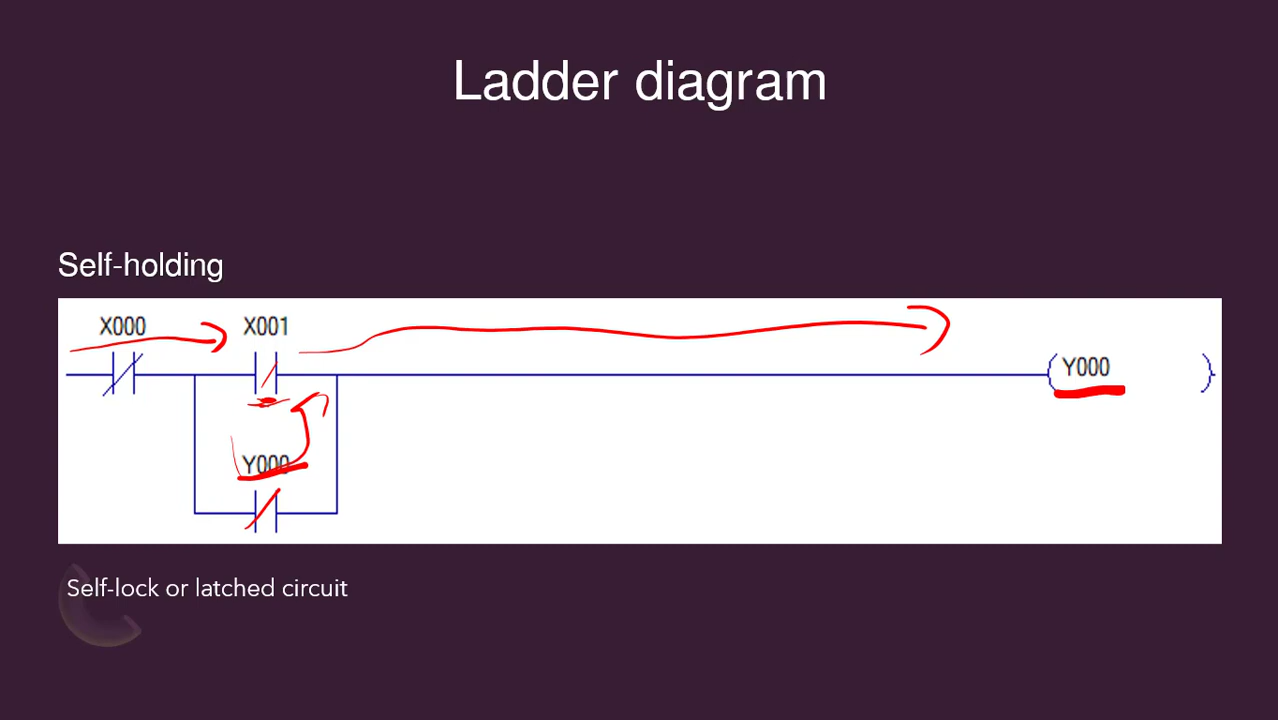 Ladder diagram
Self-holding
X000 X001
Y000
Y000
Self-lock or latched circuit